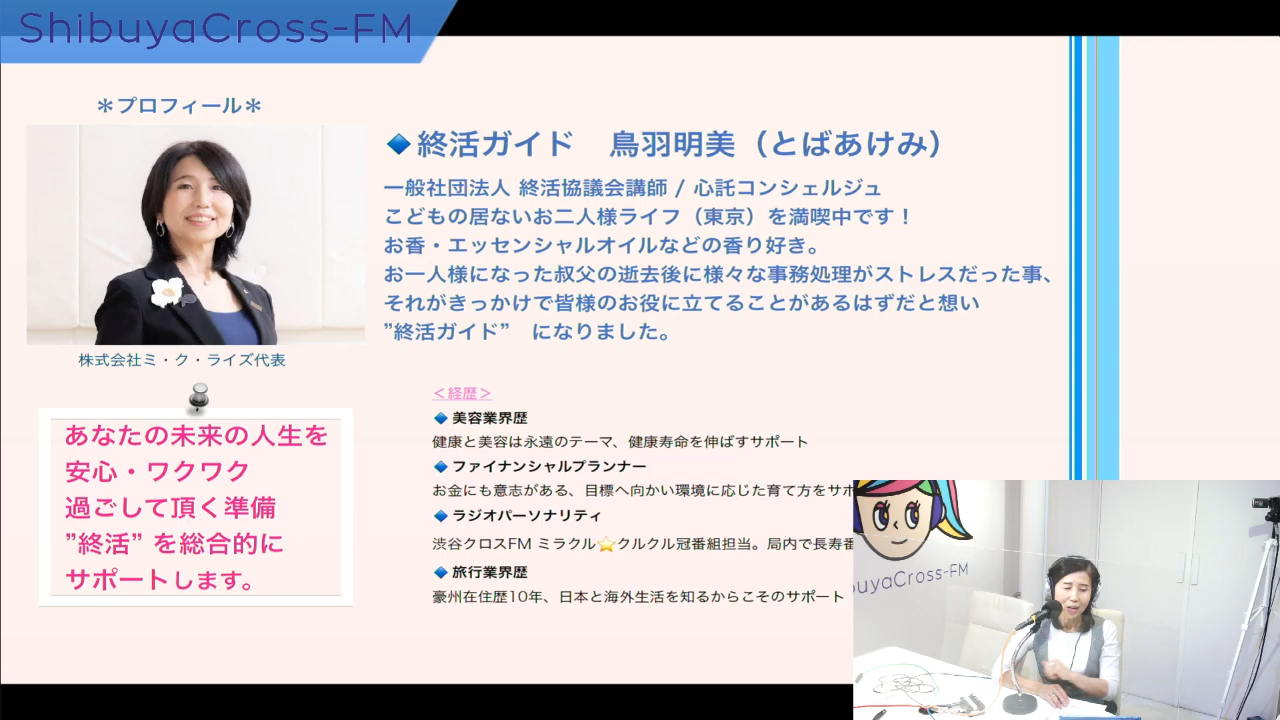 ShibuyaCross-FM
＊プロフィール＊
◆終活ガイド　鳥羽明美（とばあけみ）
一般社団法人 終活協議会講師 / 心託コンシェルジュ
こどもの居ないお二人様ライフ（東京）を満喫中です！
お香・エッセンシャルオイルなどの香り好き。
お一人様になった叔父の逝去後に様々な事務処理がストレスだった事、
それがきっかけで皆様のお役に立てることがあるはずだと想い
”終活ガイド”　になりました。
株式会社ミ・ク・ライズ代表
あなたの未来の人生を
安心・ワクワク
過ごして頂く準備
”終活” を総合的に
サポートします。
＜経歴＞
◆美容業界歴
健康と美容は永遠のテーマ、健康寿命を伸ばすサポート
◆ファイナンシャルプランナー
お金にも意志がある、目標へ向かい環境に応じた育て方をサポ
◆ラジオパーソナリティ
渋谷クロスFM ミラクル⭐クルクル冠番組担当。局内で長寿番
◆旅行業界歴
豪州在住歴10年、日本と海外生活を知るからこそのサポート
buyaCross-FM